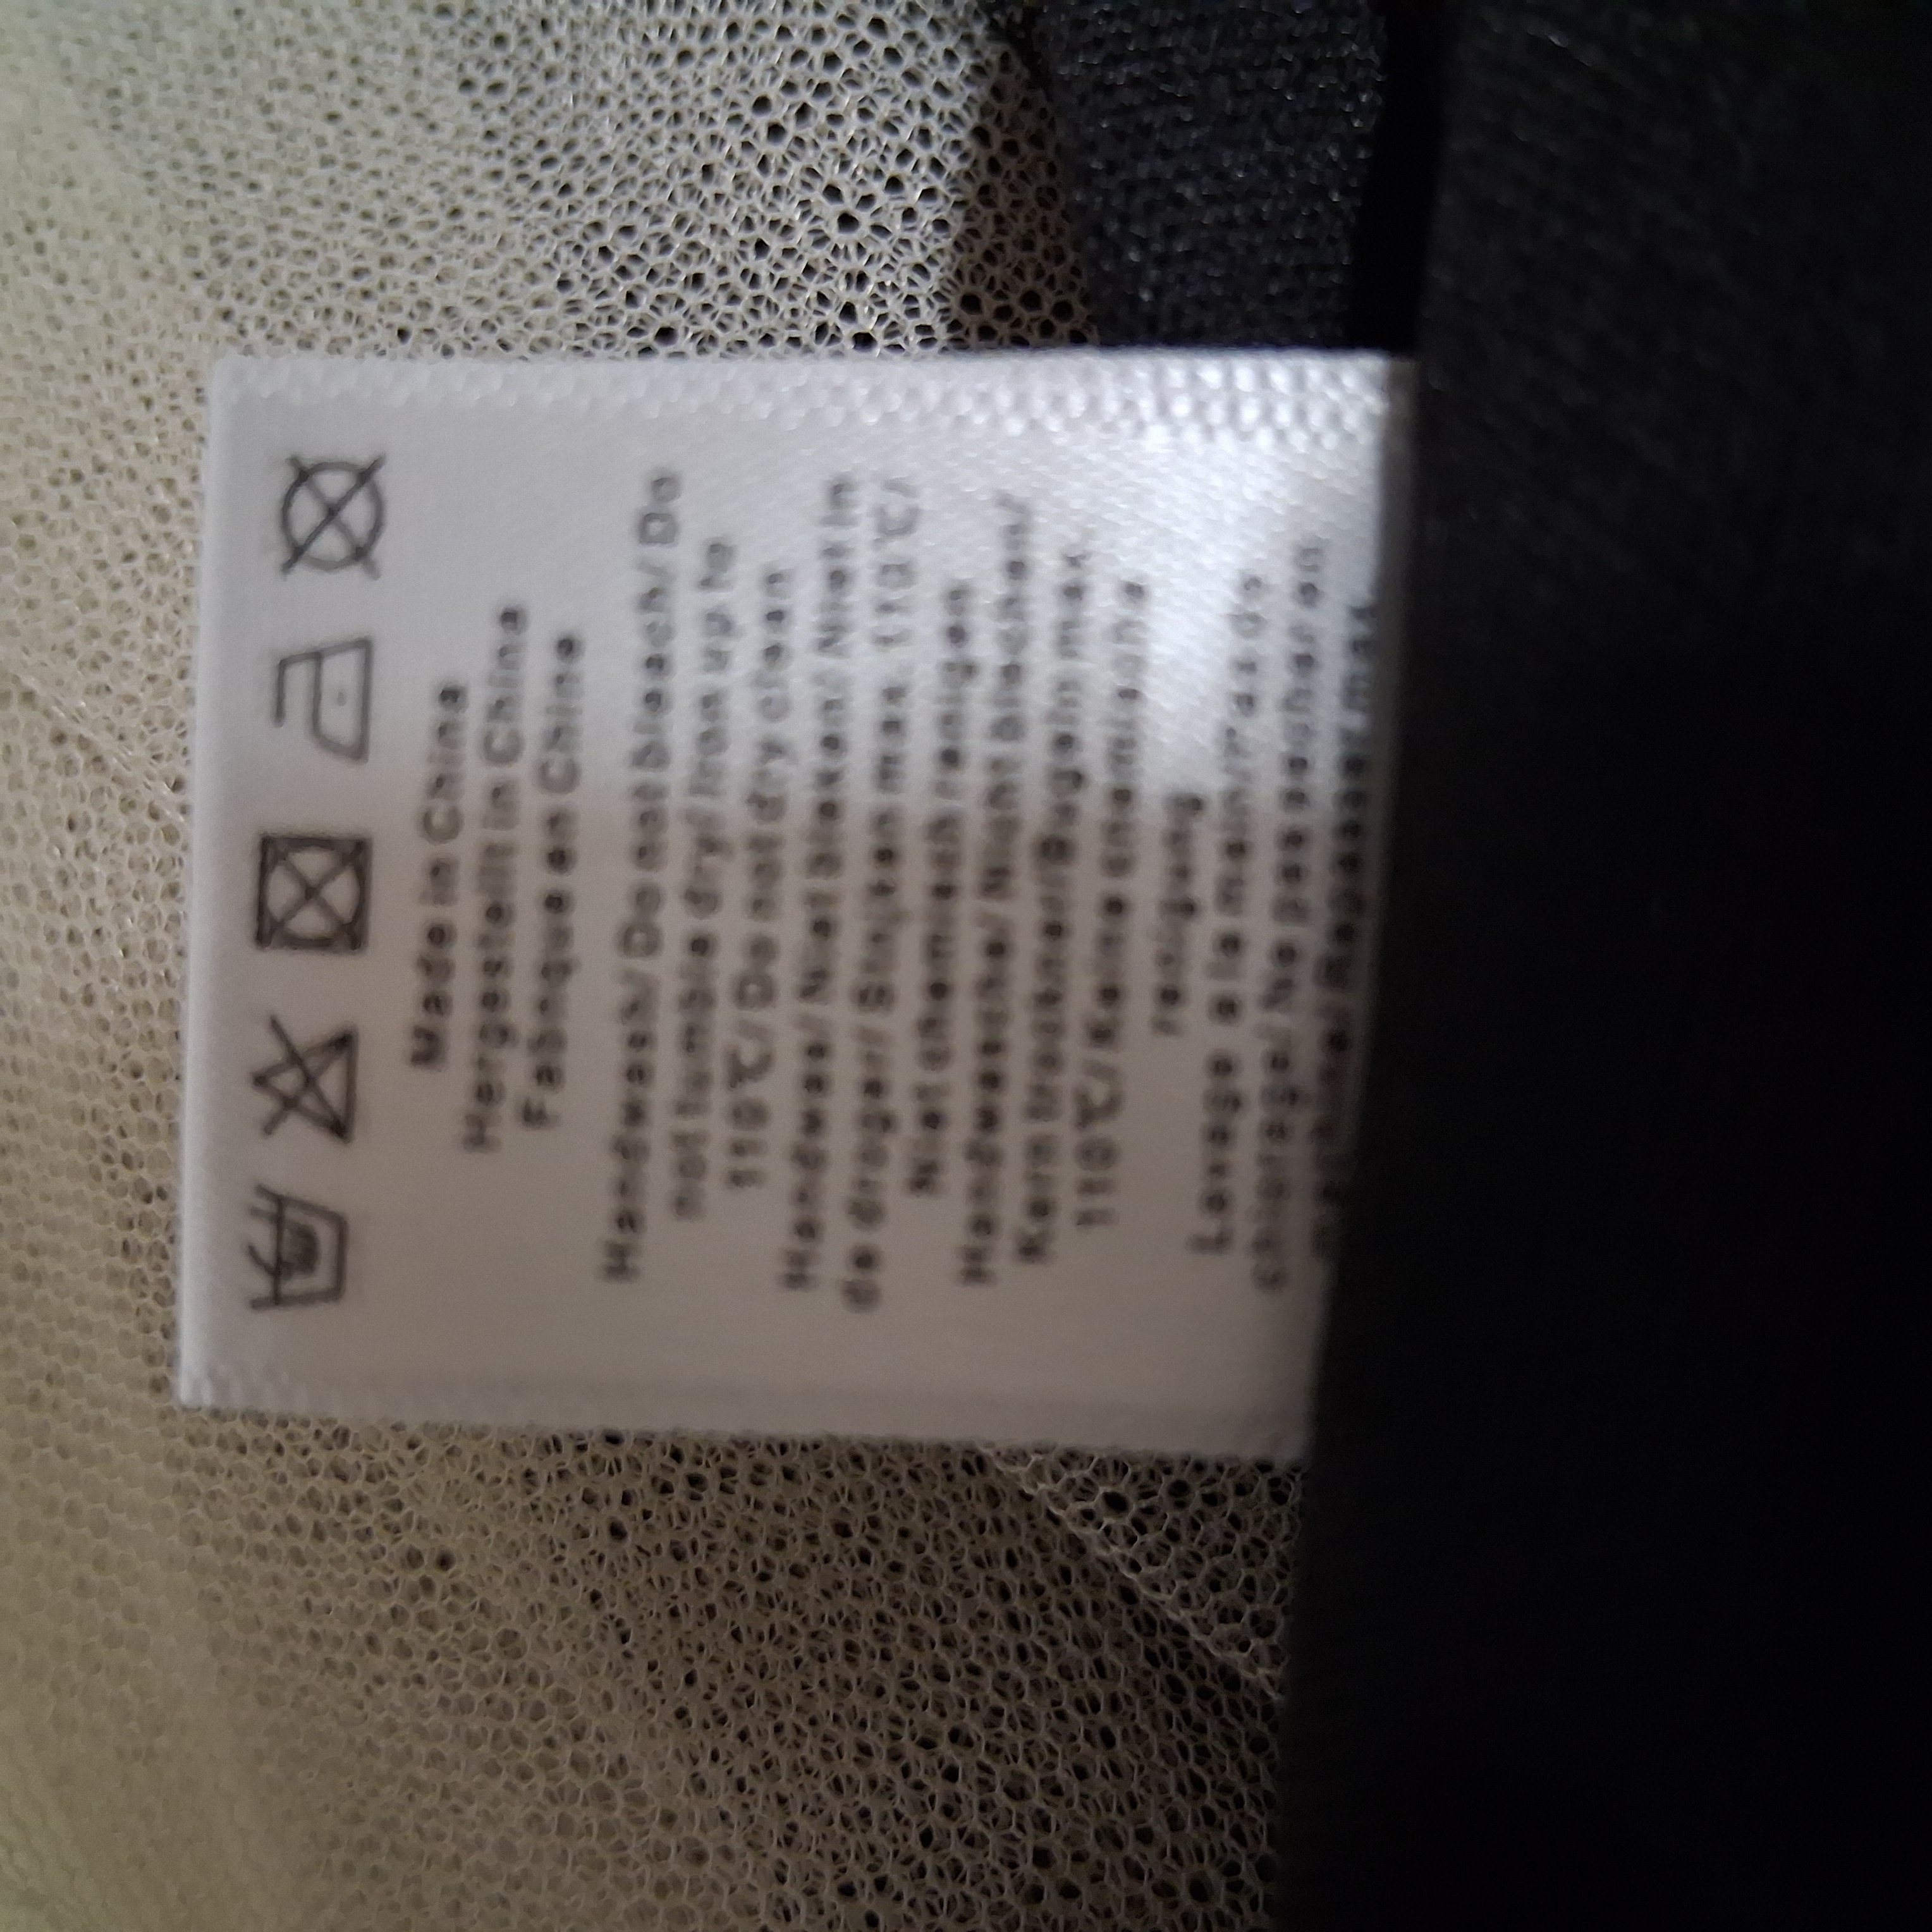 Made in China
Hergestellt in China
Fabriqué en Chine
Handwash/Do not bleach/Do
not tumble dry/Iron up to
110℃/Do not dry clean
Handwas/Niet bleken/Niet in
de droger/Strijken max. 110℃/
Niet chemisch reinigen
Handwäsche/Nicht bleichen/
Kein Trockner/Bügeln max.
110℃/Keine chemische
reinigung
Lavage à la main/Pas de
chlorage/Ne pas sécher en
machine/Repasser max.